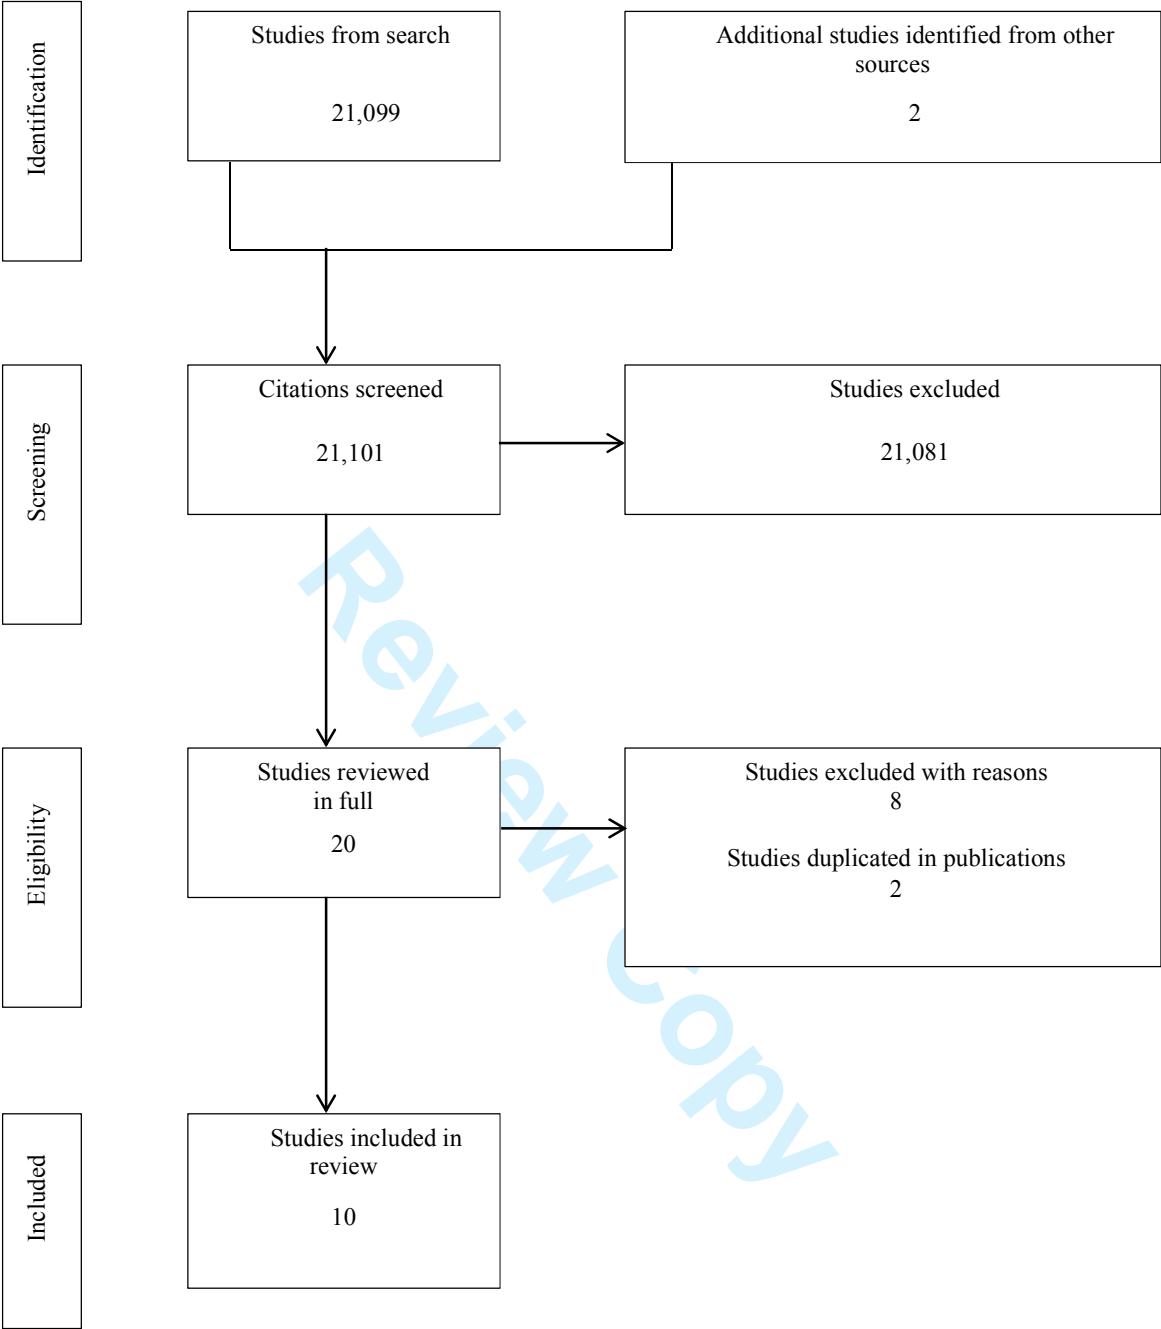 Identification
Studies from search
21,099
Additional studies identified from other
sources
2
Screening
Citations screened
21,101
Studies excluded
21,081
Eligibility
Studies reviewed
in full
20
Studies excluded with reasons
8
Studies duplicated in publications
2
Included
Studies included in
review
10
Review Copy